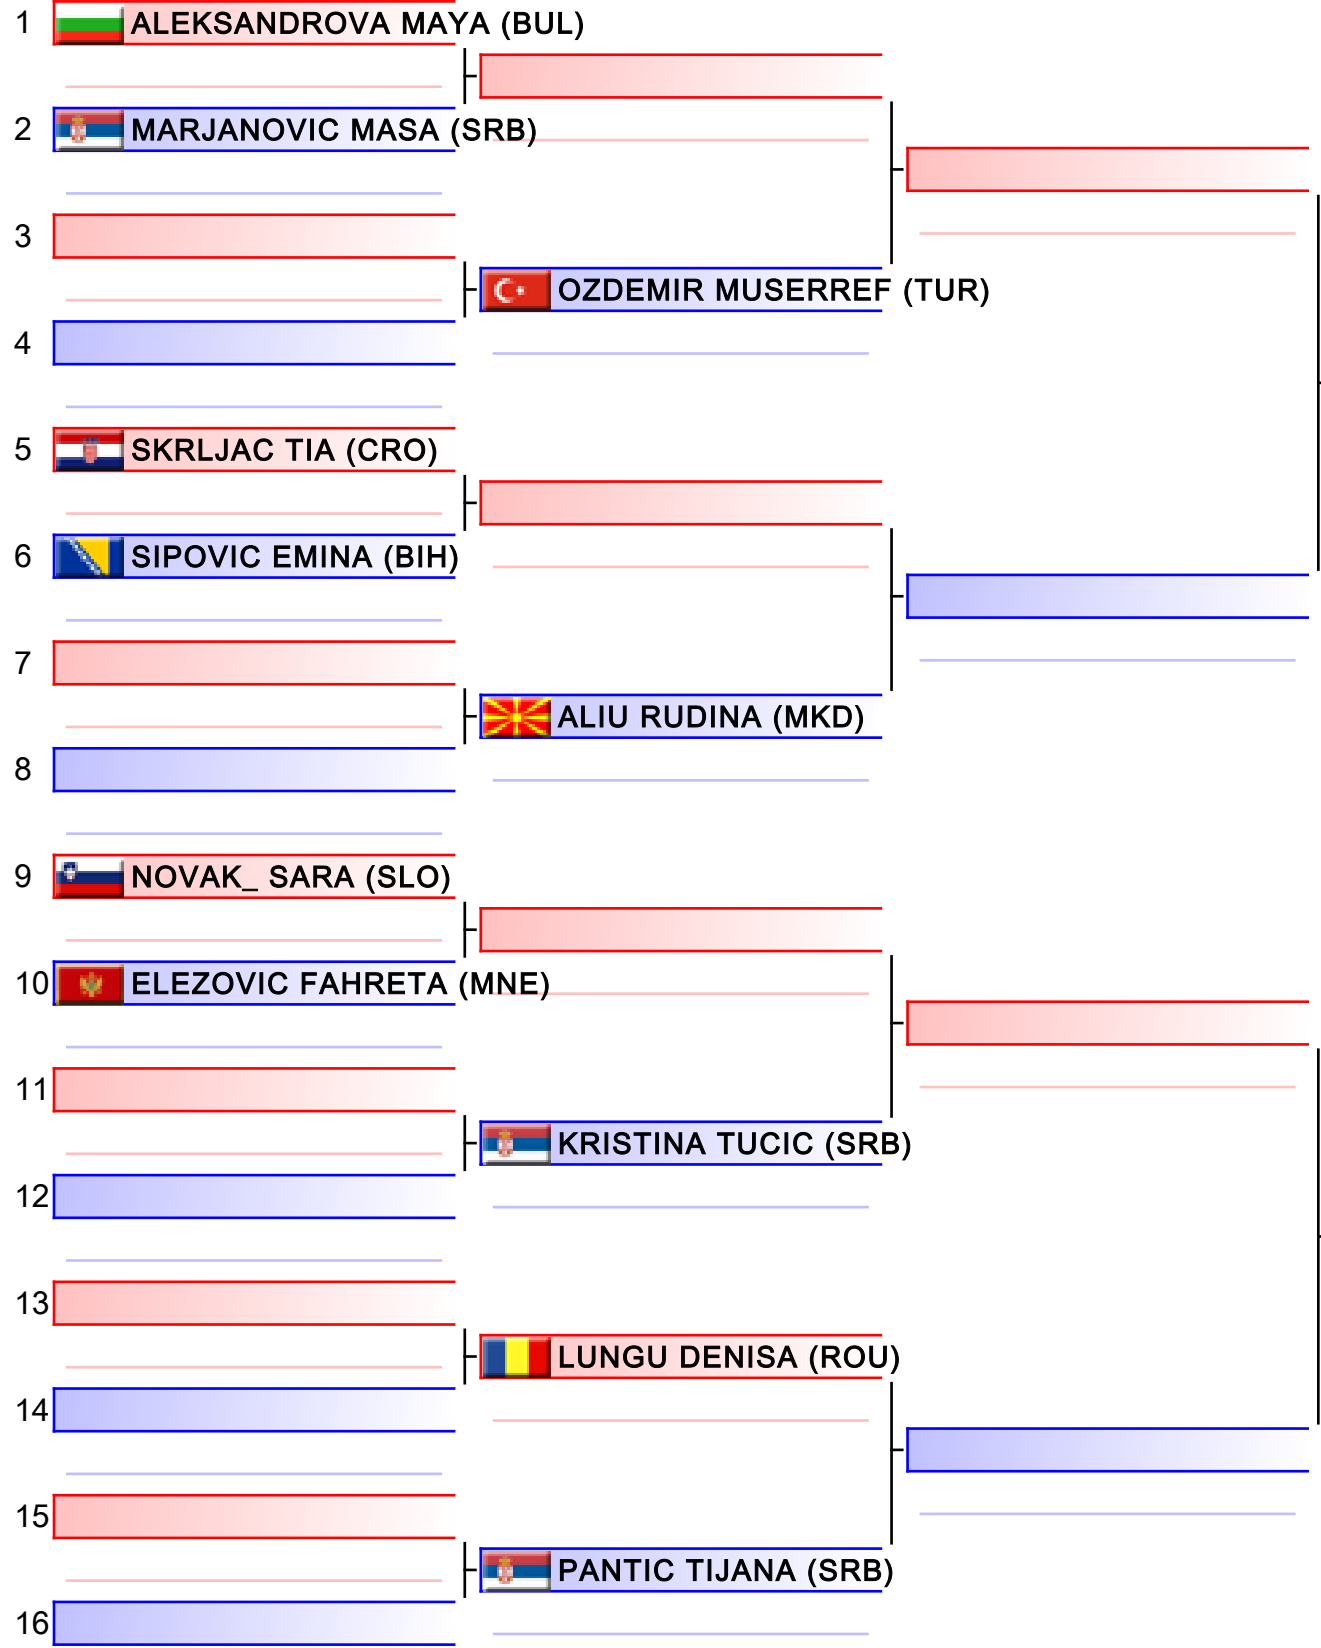 1 ALEKSANDROVA MAYA (BUL)
2 MARJANOVIC MASA (SRB)
3
OZDEMIR MUSERREF (TUR)
4
5 SKRLJAC TIA (CRO)
6 SIPOVIC EMINA (BIH)
7
ALIU RUDINA (MKD)
8
9 NOVAK_ SARA (SLO)
10 ELEZOVIC FAHRETA (MNE)
11
KRISTINA TUCIC (SRB)
12
13
LUNGU DENISA (ROU)
14
15
PANTIC TIJANA (SRB)
16